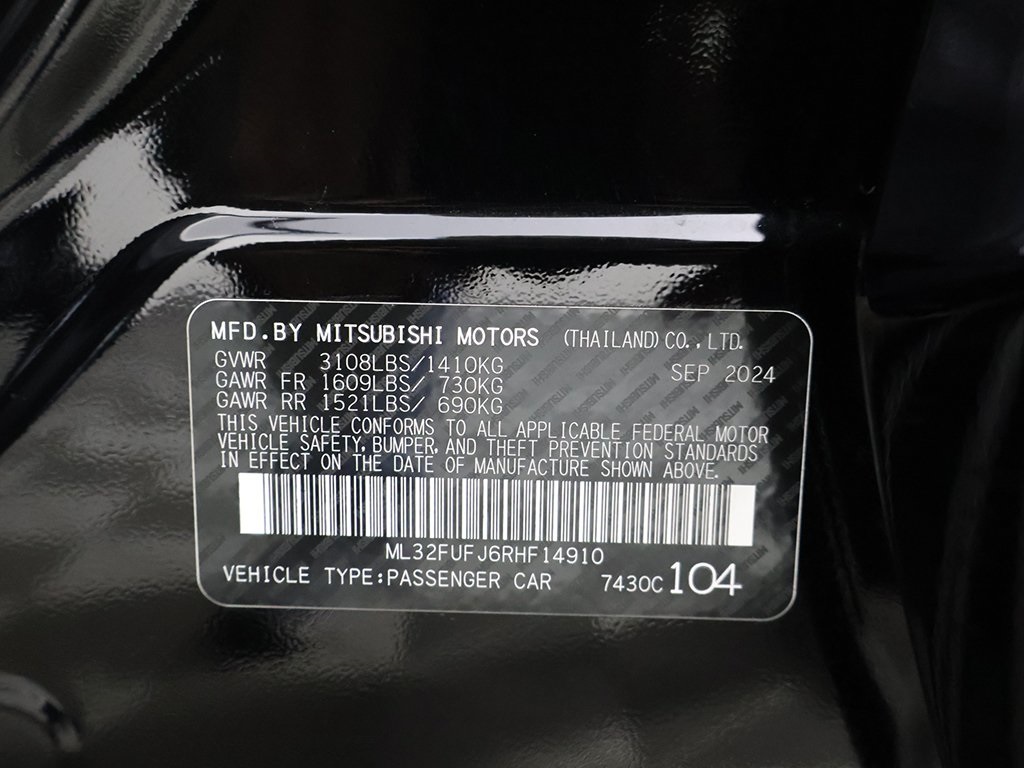 MFD.BY MITSUBISHI MOTORS (THAILAND) CO.,LTD.
GVWR 3108LBS/1410KG SEP 2024
GAWR FR 1609LBS/ 730KG
GAWR RR 1521LBS/ 690KG
THIS VEHICLE CONFORMS TO ALL APPLICABLE FEDERAL MOTOR
VEHICLE SAFETY, BUMPER, AND THEFT PREVENTION STANDARDS
IN EFFECT ON THE DATE OF MANUFACTURE SHOWN ABOVE.
ML32FUFJ6RHF14910
VEHICLE TYPE:PASSENGER CAR 7430C 104